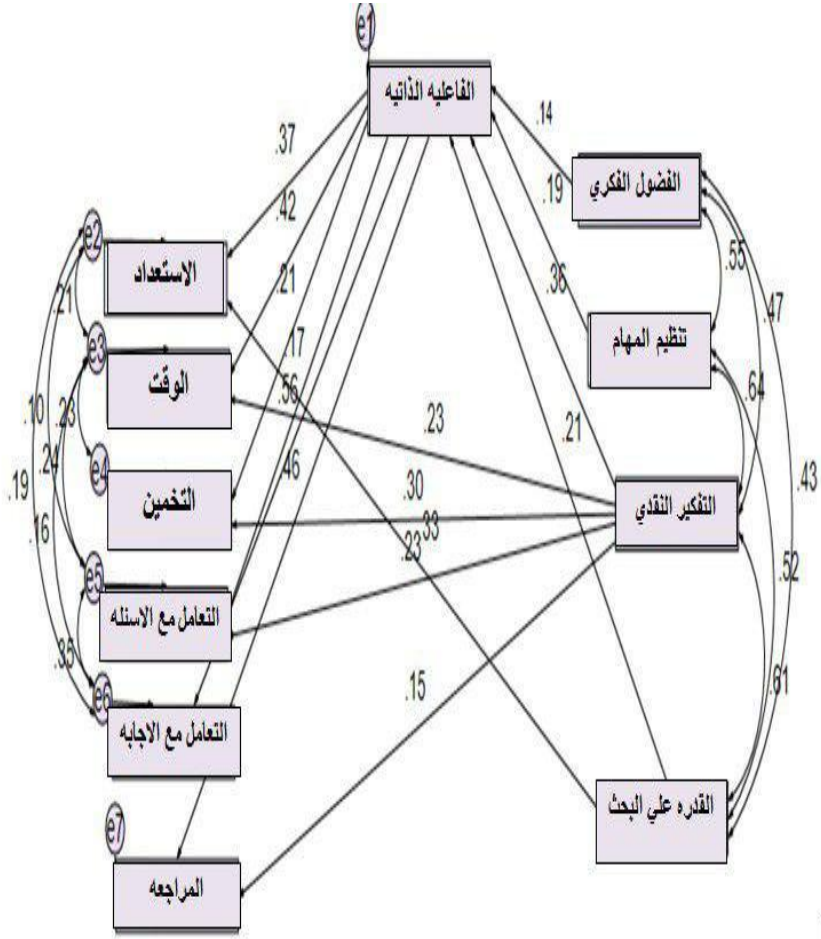 e1
الفاعليه الذاتيه
.14
.37
الفضول الفكري
.19
.42
e2
الاستعداد
.55
.21
.36
.47
.21
تنظيم المهام
e3
.17
الوقت
.64
.56
.10
.23
.23
.21
.46
.24
e4
.19
.43
التخمين
.30
التفكير النقدي
.16
.33
.23
.52
e5
التعامل مع الاسئله
.35
.61
e6
.15
التعامل مع الاجابه
القدره علي البحث
e7
المراجعه